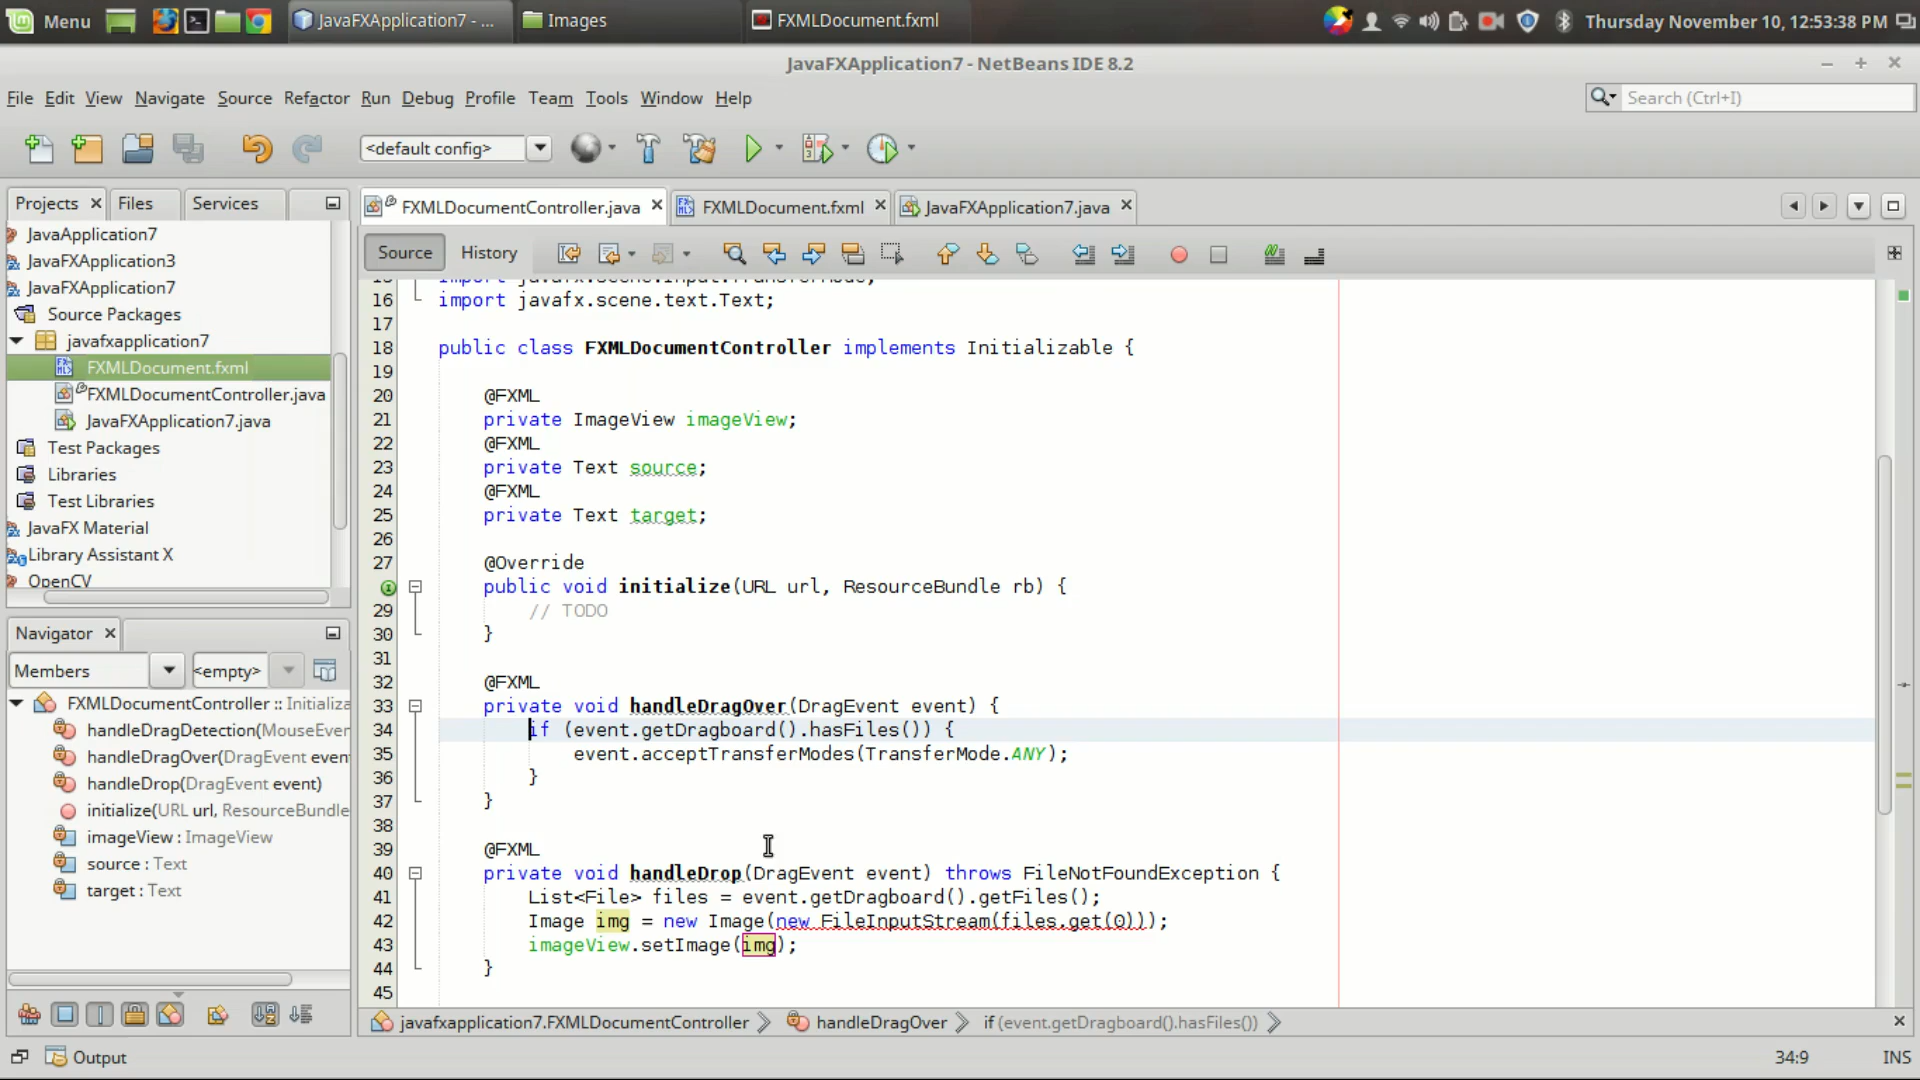 Menu
JavaFXApplication7 - ...
Images
FXMLDocument.fxml
Thursday November 10, 12:53:38 PM
JavaFXApplication7 - NetBeans IDE 8.2
File Edit View Navigate Source Refactor Run Debug Profile Team Tools Window Help
Search (Ctrl+I)
<default config>
Projects
Files
Services
FXMLDocumentController.java
FXMLDocument.fxml
JavaFXApplication7.java
Source
History
JavaApplication7
JavaFXApplication3
JavaFXApplication7
Source Packages
javafxapplication7
FXMLDocument.fxml
FXMLDocumentController.java
JavaFXApplication7.java
Test Packages
Libraries
Test Libraries
JavaFX Material
Library Assistant X
OpenCV
Navigator
Members
<empty>
FXMLDocumentController :: Initializa
handleDragDetection(MouseEven
handleDragOver(DragEvent event
handleDrop(DragEvent event)
initialize(URL url, ResourceBundle
imageView : ImageView
source : Text
target : Text
15 import javafx.scene.input.TransferMode;
16 import javafx.scene.text.Text;
17
18 public class FXMLDocumentController implements Initializable {
19
20 @FXML
21 private ImageView imageView;
22 @FXML
23 private Text source;
24 @FXML
25 private Text target;
26
27 @Override
public void initialize(URL url, ResourceBundle rb) {
29 // TODO
30 }
31
32 @FXML
33 private void handleDragOver(DragEvent event) {
34 if (event.getDragboard().hasFiles()) {
35 event.acceptTransferModes(TransferMode.ANY);
36 }
37 }
38
39 @FXML
40 private void handleDrop(DragEvent event) throws FileNotFoundException {
41 List<File> files = event.getDragboard().getFiles();
42 Image img = new Image(new FileInputStream(files.get(0)));
43 imageView.setImage(img);
44 }
45
javafxapplication7.FXMLDocumentController
handleDragOver
if (event.getDragboard().hasFiles())
Output
34:9
INS